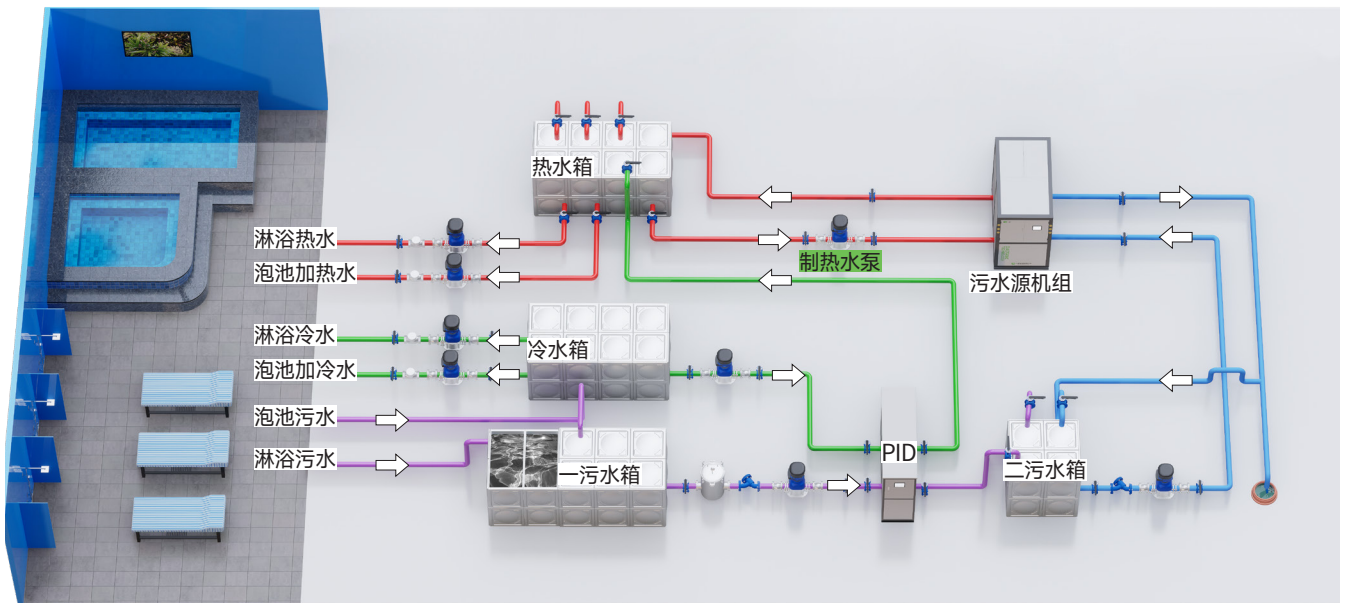 热水箱
淋浴热水
泡池加热水
制热水泵
污水源机组
淋浴冷水
冷水箱
泡池加冷水
泡池污水
淋浴污水
一污水箱
PID
二污水箱